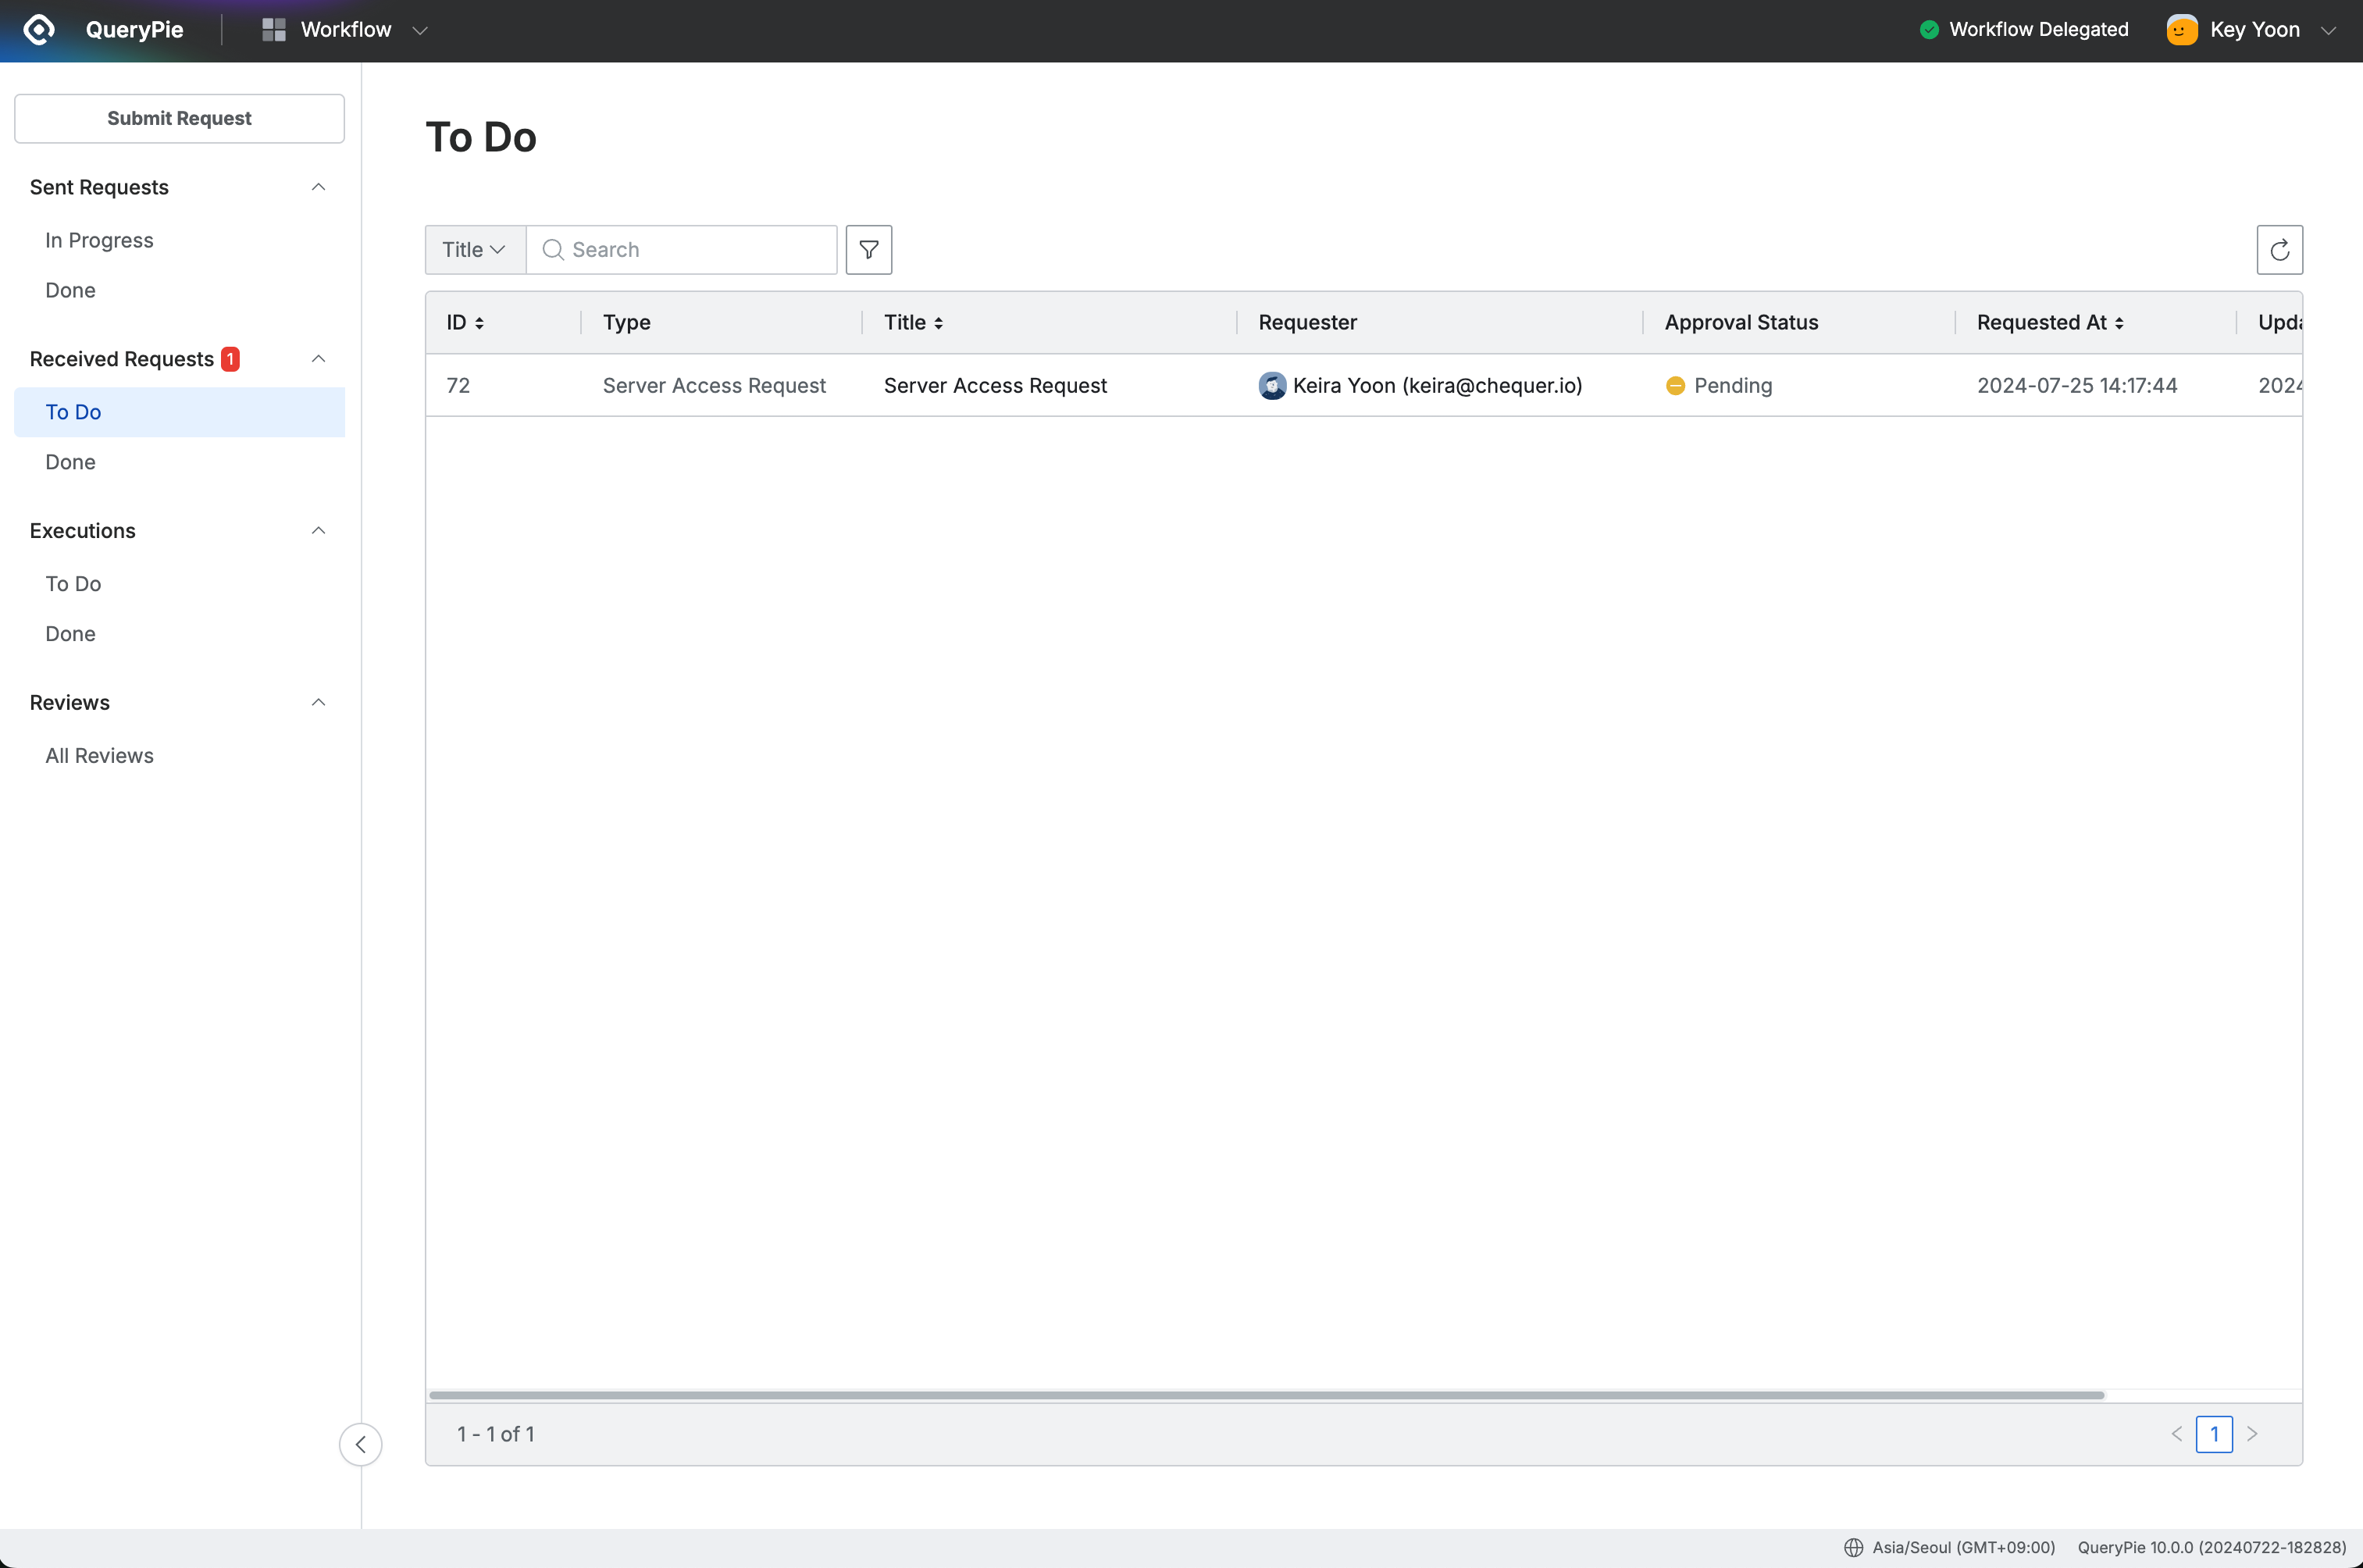 QueryPie
Workflow
Workflow Delegated
Key Yoon
Submit Request
Sent Requests
In Progress
Done
Received Requests 1
To Do
Done
Executions
To Do
Done
Reviews
All Reviews
To Do
Title
Search
ID Type Title Requester Approval Status Requested At Upda
72 Server Access Request Server Access Request Keira Yoon (keira@chequer.io) Pending 2024-07-25 14:17:44 2024
1 - 1 of 1
1
Asia/Seoul (GMT+09:00) QueryPie 10.0.0 (20240722-182828)